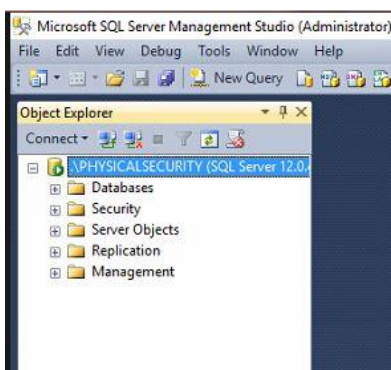 Microsoft SQL Server Management Studio (Administrator)
File Edit View Debug Tools Window Help
New Query
Object Explorer
Connect
.\PHYSICALSECURITY (SQL Server 12.0.
Databases
Security
Server Objects
Replication
Management